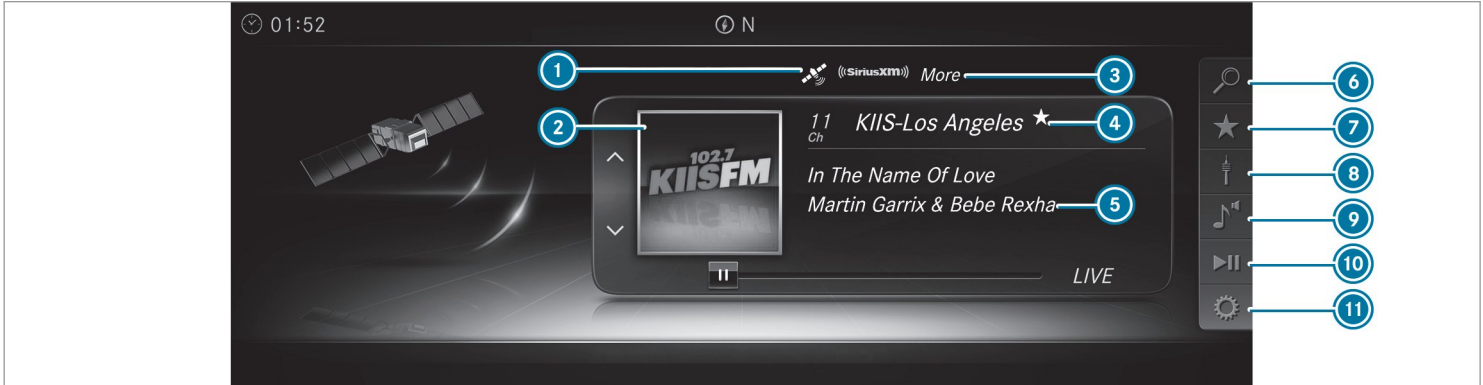 01:52
N
1
((SiriusXM))
More
3
6
2
102.7
KIISFM
11
Ch
KIIS-Los Angeles
4
7
In The Name Of Love
8
Martin Garrix & Bebe Rexha
5
9
LIVE
10
11